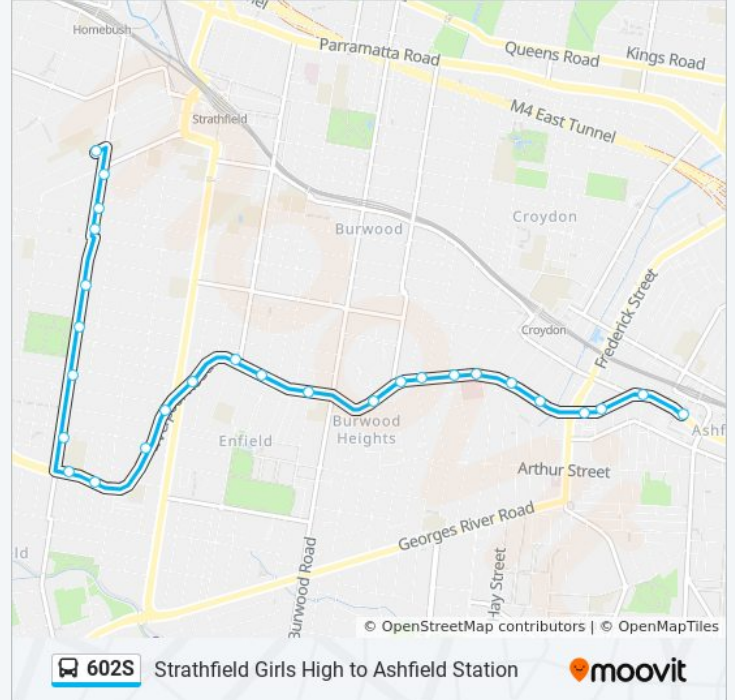 Homebush
Parramatta Road
Queens Road
Kings Road
M4 East Tunnel
Strathfield
Burwood
Croydon
Frederick Street
Croydon
Burwood
Heights
Enfield
Ashf
Arthur Street
Georges River Road
ld
Burwood Road
Hay Street
© OpenStreetMap contributors | © OpenMapTiles
602S Strathfield Girls High to Ashfield Station
moovit